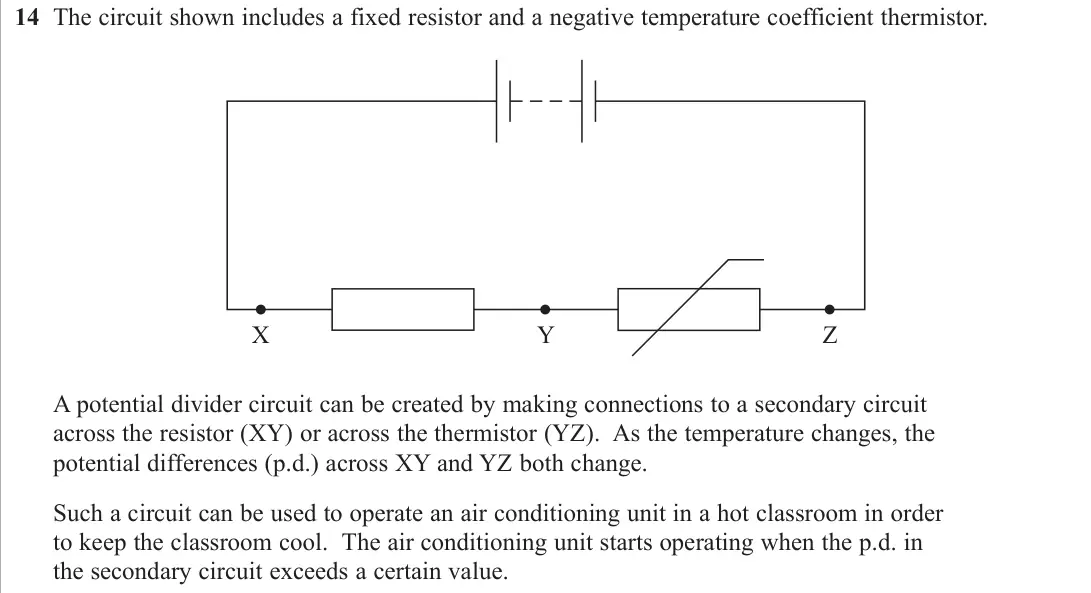 14 The circuit shown includes a fixed resistor and a negative temperature coefficient thermistor.
X
Y
Z
A potential divider circuit can be created by making connections to a secondary circuit
across the resistor (XY) or across the thermistor (YZ). As the temperature changes, the
potential differences (p.d.) across XY and YZ both change.
Such a circuit can be used to operate an air conditioning unit in a hot classroom in order
to keep the classroom cool. The air conditioning unit starts operating when the p.d. in
the secondary circuit exceeds a certain value.